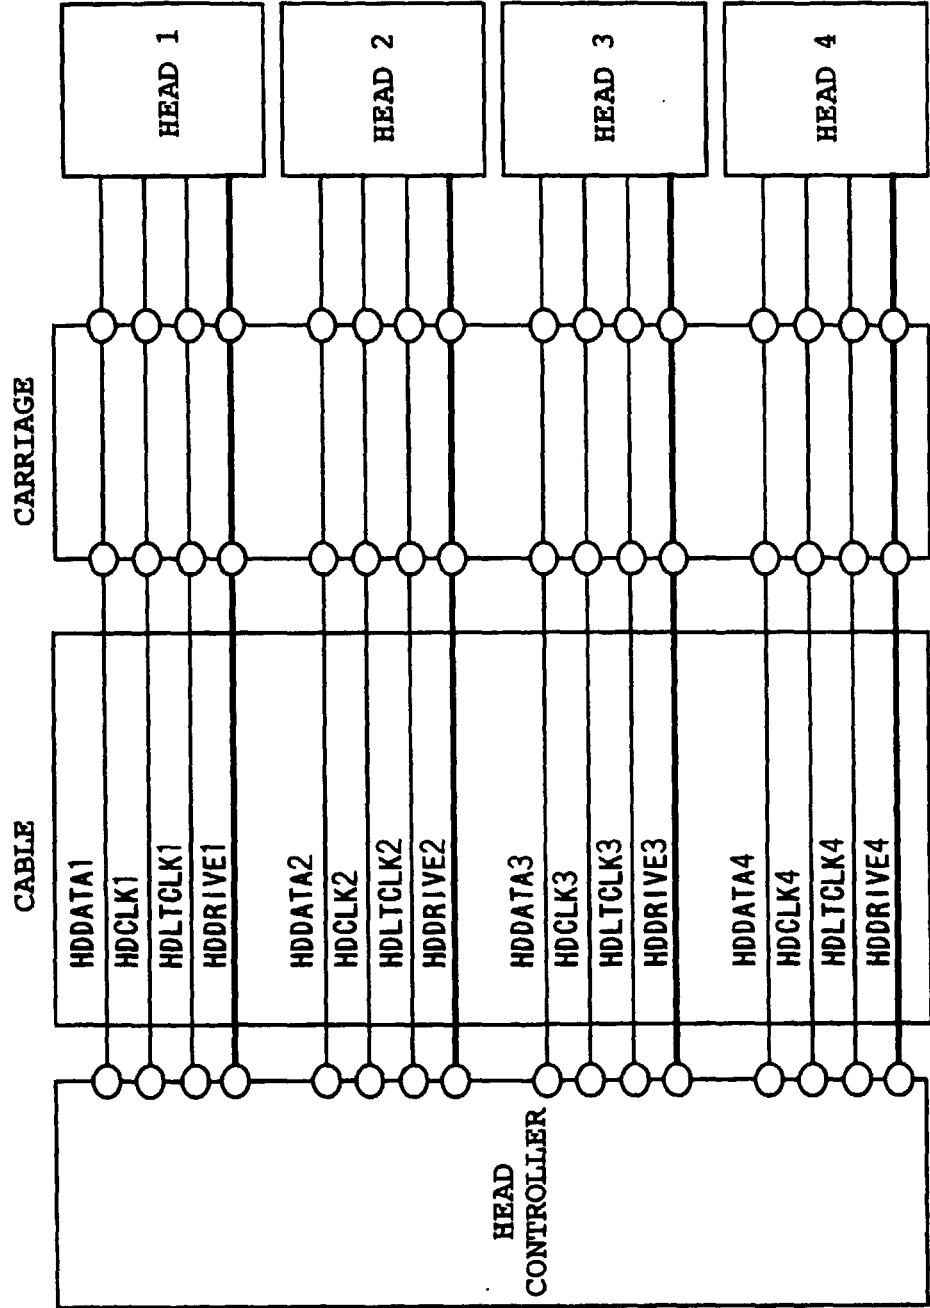 HEAD
CONTROLLER
CABLE
HDDATA1
HDCLK1
HDLTCLK1
HDDRIVE1
HDDATA2
HDCLK2
HDLTCLK2
HDDRIVE2
HDDATA3
HDCLK3
HDLTCLK3
HDDRIVE3
HDDATA4
HDCLK4
HDLTCLK4
HDDRIVE4
CARRIAGE
HEAD 1
HEAD 2
HEAD 3
HEAD 4